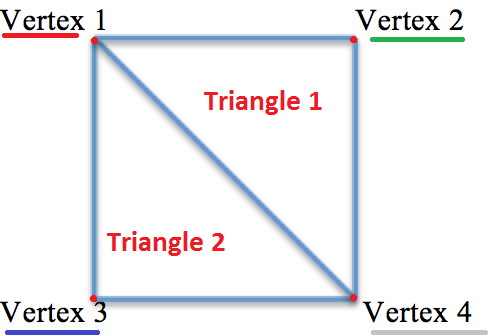 Vertex 1
Vertex 2
Triangle 1
Triangle 2
Vertex 3
Vertex 4